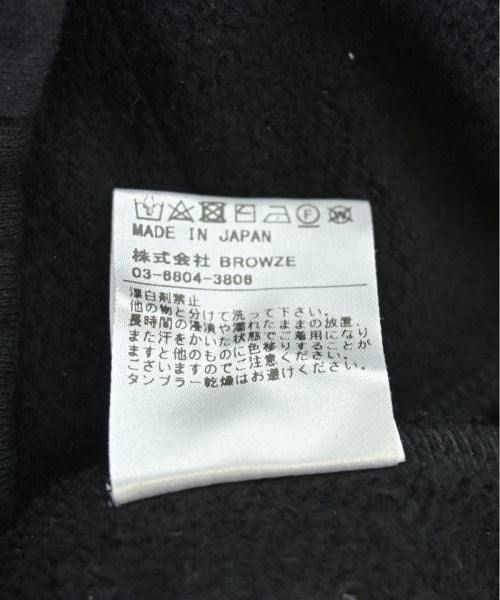 MADE IN JAPAN
株式会社 BROWZE
03-6804-3806
漂白剤禁止
他の物と分けて洗って下さい。
長時間の浸漬や濡れたままの放置、
また汗をかいた状態でご着用になり
ますと他のものに色移りすることが
ございますのでご注意ください。
タンブラー乾燥はお避けください。